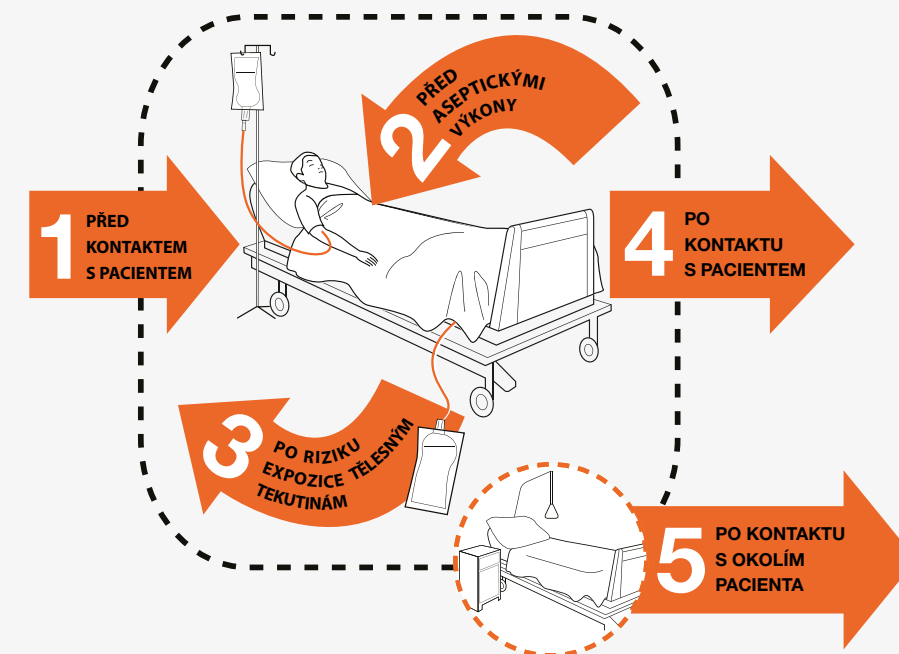 1
PŘED
KONTAKTEM
S PACIENTEM
2
PŘED
ASEPTICKÝMI
VÝKONY
3
PO RIZIKU
EXPOZICE TĚLESNÝM
TEKUTINÁM
4
PO
KONTAKTU
S PACIENTEM
5
PO KONTAKTU
S OKOLÍM
PACIENTA